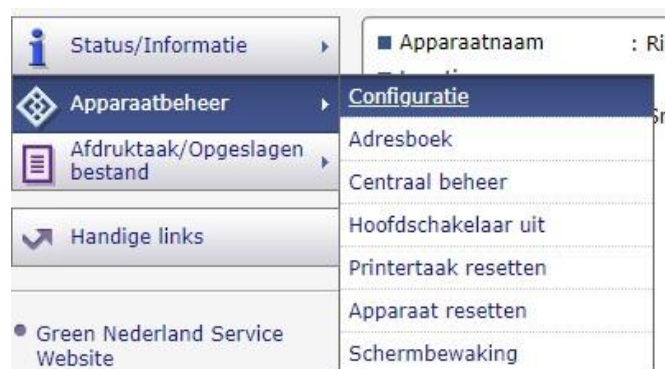 Status/Informatie
Apparaatnaam : Ri
Apparaatbeheer
Configuratie
Afdruktaak/Opgeslagen
bestand
Adresboek
Centraal beheer
Handige links
Hoofdschakelaar uit
Printertaak resetten
Apparaat resetten
Green Nederland Service
Website
Schermbewaking